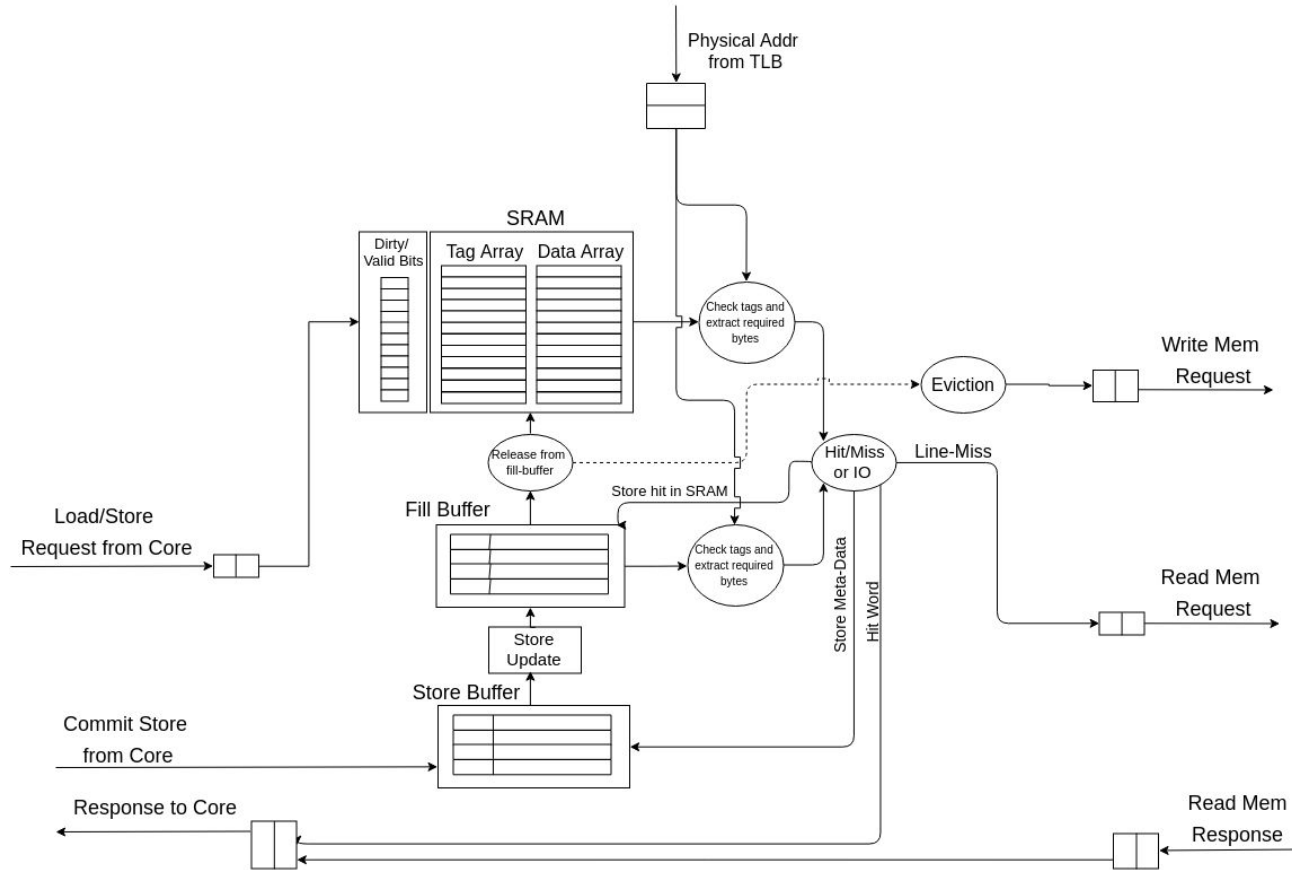 Physical Addr
from TLB
SRAM
Dirty/
Valid Bits
Tag Array
Data Array
Check tags and
extract required
bytes
Write Mem
Request
Eviction
Release from
fill-buffer
Hit/Miss
or IO
Line-Miss
Store hit in SRAM
Load/Store
Request from Core
Fill Buffer
Check tags and
extract required
bytes
Store Meta-Data
Hit Word
Read Mem
Request
Store
Update
Store Buffer
Commit Store
from Core
Response to Core
Read Mem
Response